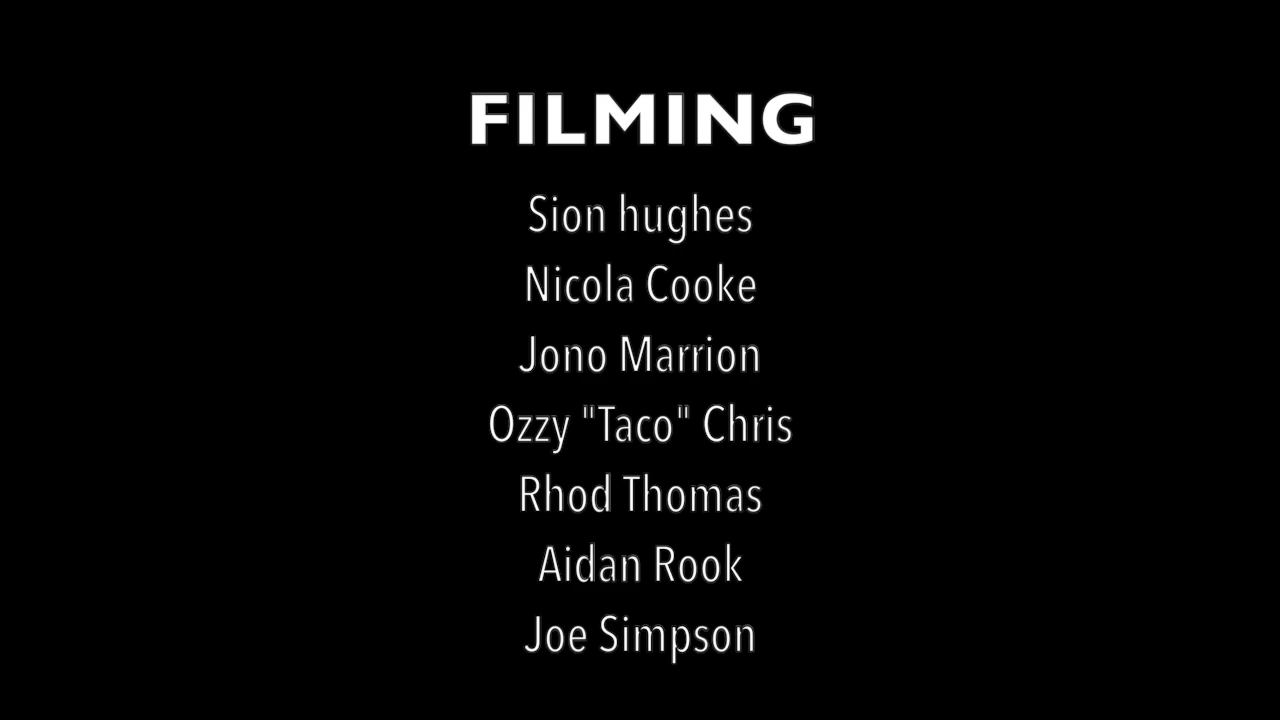 FILMING
Sion hughes
Nicola Cooke
Jono Marrion
Ozzy "Taco" Chris
Rhod Thomas
Aidan Rook
Joe Simpson